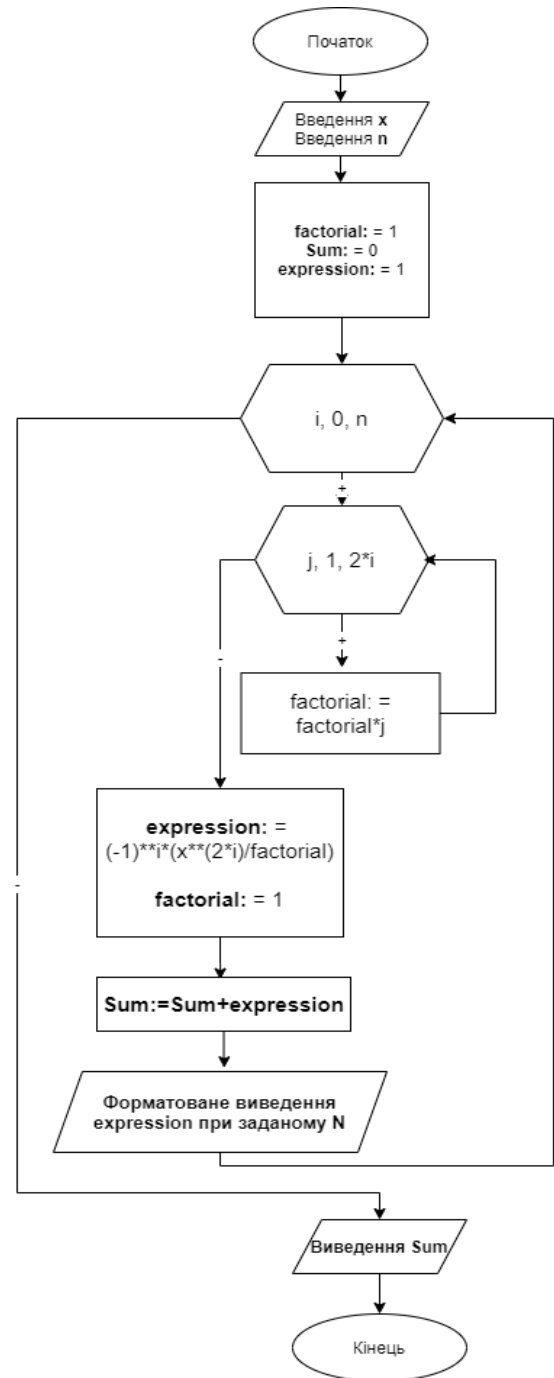 Початок
Введення x
Введення n
factorial: = 1
Sum: = 0
expression: = 1
i, 0, n
+
j, 1, 2*i
-
+
factorial: =
factorial*j
expression: =
(-1)**i*(x**(2*i)/factorial)
factorial: = 1
-
Sum:=Sum+expression
Форматоване виведення
expression при заданому N
Виведення Sum
Кінець